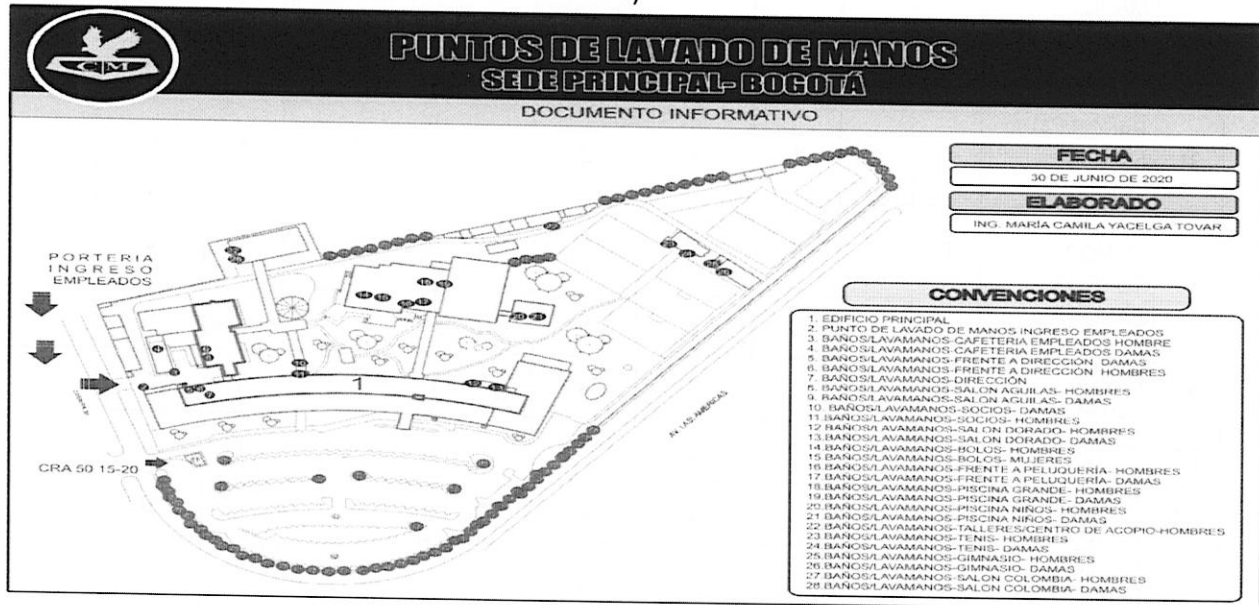 C M
PUNTOS DE LAVADO DE MANOS
SEDE PRINCIPAL- BOGOTÁ
DOCUMENTO INFORMATIVO
FECHA
30 DE JUNIO DE 2020
ELABORADO
ING. MARÍA CAMILA YACELGA TOVAR
PORTERIA
INGRESO
EMPLEADOS
1
CRA 50 15-20
AV. LAS AMERICAS
CONVENCIONES
1. EDIFICIO PRINCIPAL
2. PUNTO DE LAVADO DE MANOS INGRESO EMPLEADOS
3. BAÑOS/LAVAMANOS-CAFETERIA EMPLEADOS HOMBRE
4. BAÑOS/LAVAMANOS-CAFETERIA EMPLEADOS DAMAS
5. BAÑOS/LAVAMANOS-FRENTE A DIRECCIÓN DAMAS
6. BAÑOS/LAVAMANOS-FRENTE A DIRECCIÓN HOMBRES
7. BAÑOS/LAVAMANOS-DIRECCIÓN
8. BAÑOS/LAVAMANOS-SALON AGUILAS- HOMBRES
9. BAÑOS/LAVAMANOS-SALON AGUILAS- DAMAS
10. BAÑOS/LAVAMANOS-SOCIOS- DAMAS
11.BAÑOS/LAVAMANOS-SOCIOS- HOMBRES
12.BAÑOS/LAVAMANOS-SALON DORADO- HOMBRES
13.BAÑOS/LAVAMANOS-SALON DORADO- DAMAS
14.BAÑOS/LAVAMANOS-BOLOS- HOMBRES
15.BAÑOS/LAVAMANOS-BOLOS- MUJERES
16.BAÑOS/LAVAMANOS-FRENTE A PELUQUERÍA- HOMBRES
17.BAÑOS/LAVAMANOS-FRENTE A PELUQUERÍA- DAMAS
18.BAÑOS/LAVAMANOS-PISCINA GRANDE- HOMBRES
19.BAÑOS/LAVAMANOS-PISCINA GRANDE- DAMAS
20.BAÑOS/LAVAMANOS-PISCINA NIÑOS- HOMBRES
21 BAÑOS/LAVAMANOS-PISCINA NIÑOS- DAMAS
22.BAÑOS/LAVAMANOS-TALLERES/CENTRO DE ACOPIO-HOMBRES
23.BAÑOS/LAVAMANOS-TENIS- HOMBRES
24.BAÑOS/LAVAMANOS-TENIS- DAMAS
25.BAÑOS/LAVAMANOS-GIMNASIO- HOMBRES
26.BAÑOS/LAVAMANOS-GIMNASIO- DAMAS
27.BAÑOS/LAVAMANOS-SALON COLOMBIA- HOMBRES
28.BAÑOS/LAVAMANOS-SALON COLOMBIA- DAMAS